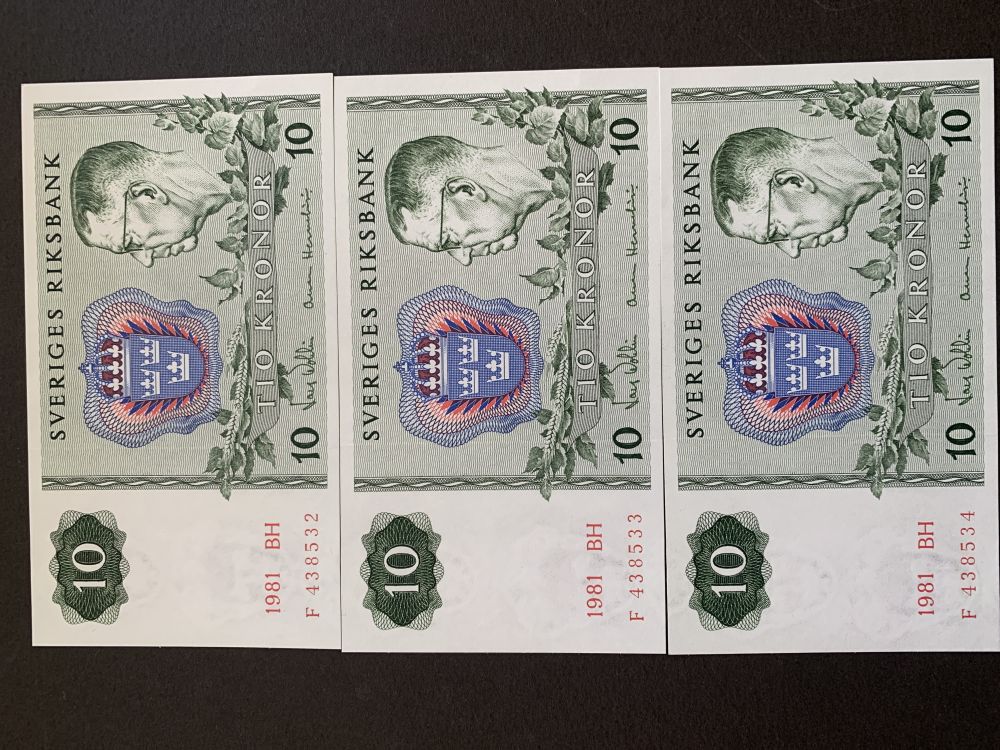 SVERIGES RIKSBANK
10
TIO KRONOR
10
10
1981 BH
F 438532
SVERIGES RIKSBANK
10
TIO KRONOR
10
10
1981 BH
F 438533
SVERIGES RIKSBANK
10
TIO KRONOR
10
10
1981 BH
F 438534